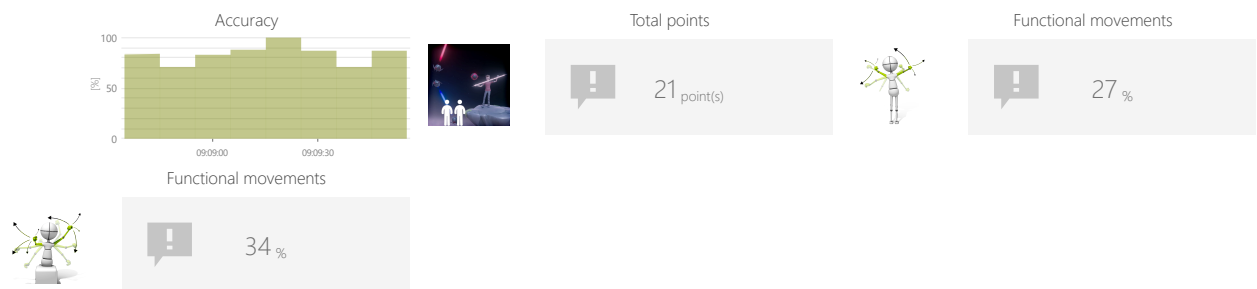 Accuracy
100
[%]
50
0
09:09:00
09:09:30
Total points
21 point(s)
Functional movements
27 %
Functional movements
34 %